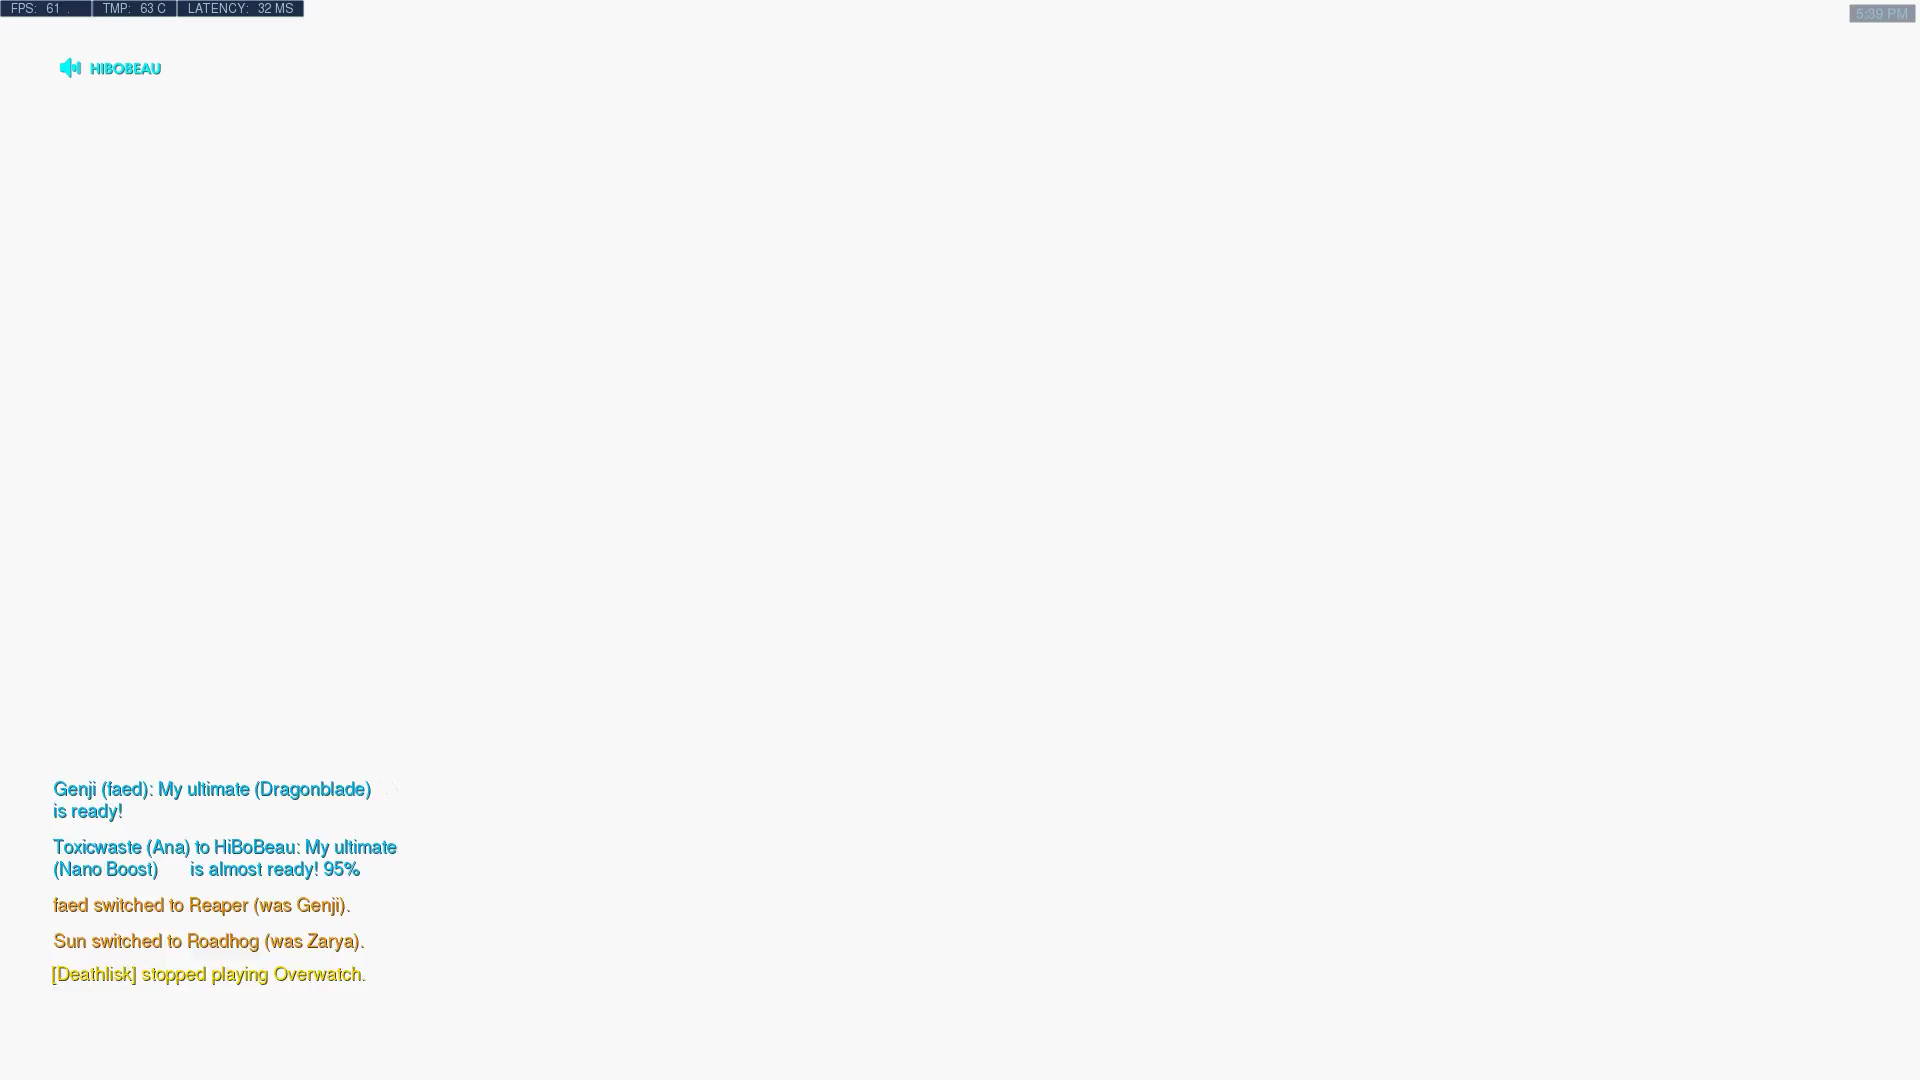 FPS: 61 TMP: 63 C LATENCY: 32 MS
5:39 PM
HIBOBEAU
Genji (faed): My ultimate (Dragonblade)
is ready!
Toxicwaste (Ana) to HiBoBeau: My ultimate
(Nano Boost) is almost ready! 95%
faed switched to Reaper (was Genji).
Sun switched to Roadhog (was Zarya).
[Deathlisk] stopped playing Overwatch.